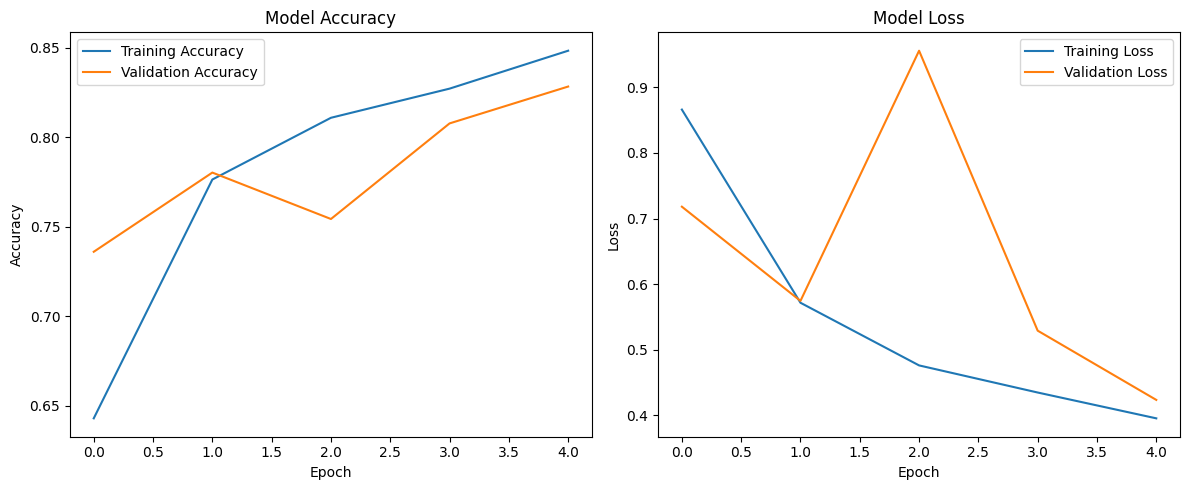 Model Accuracy
Training Accuracy
Validation Accuracy
Accuracy
0.85
0.80
0.75
0.70
0.65
0.0 0.5 1.0 1.5 2.0 2.5 3.0 3.5 4.0
Epoch
Model Loss
Training Loss
Validation Loss
Loss
0.9
0.8
0.7
0.6
0.5
0.4
0.0 0.5 1.0 1.5 2.0 2.5 3.0 3.5 4.0
Epoch